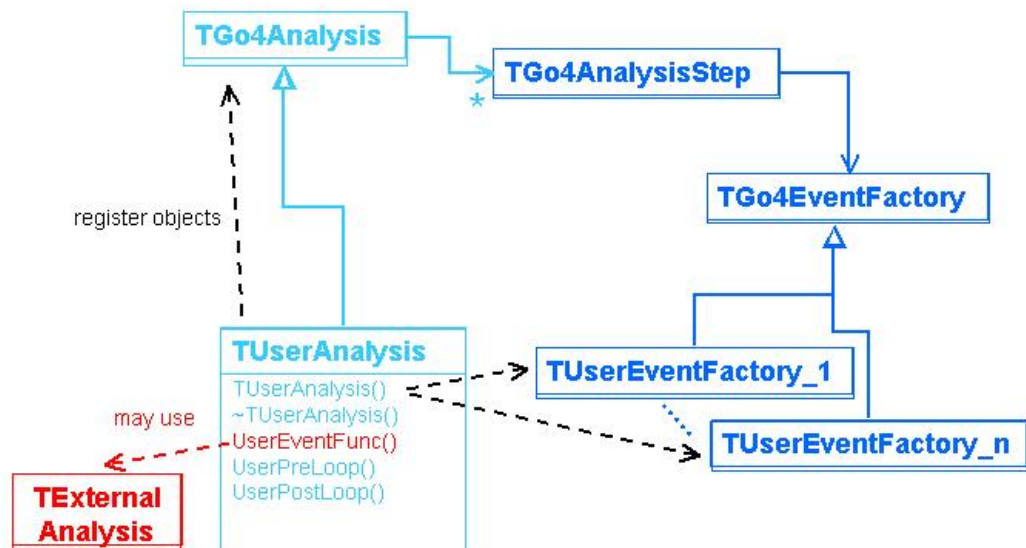 TGo4Analysis
TGo4AnalysisStep
*
TGo4EventFactory
register objects
TUserAnalysis
TUserAnalysis()
~TUserAnalysis()
UserEventFunc()
UserPreLoop()
UserPostLoop()
TUserEventFactory_1
TUserEventFactory_n
may use
TExternal
Analysis